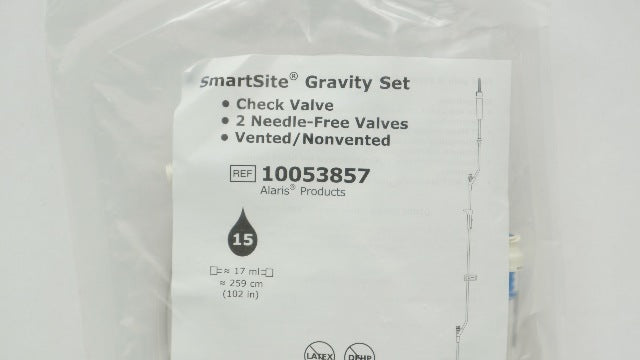 SmartSite® Gravity Set
• Check Valve
• 2 Needle-Free Valves
• Vented/Nonvented
REF 10053857
Alaris® Products
15
≈ 17 ml
≈ 259 cm
(102 in)
LATEX DEHP